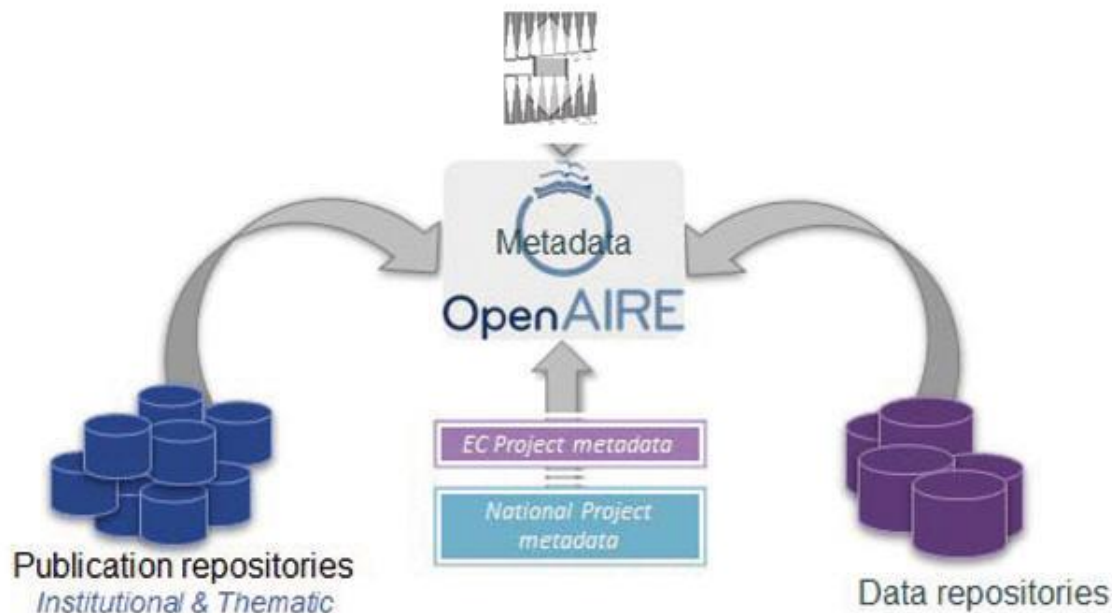 Metadata
OpenAIRE
EC Project metadata
National Project
metadata
Publication repositories
Institutional & Thematic
Data repositories